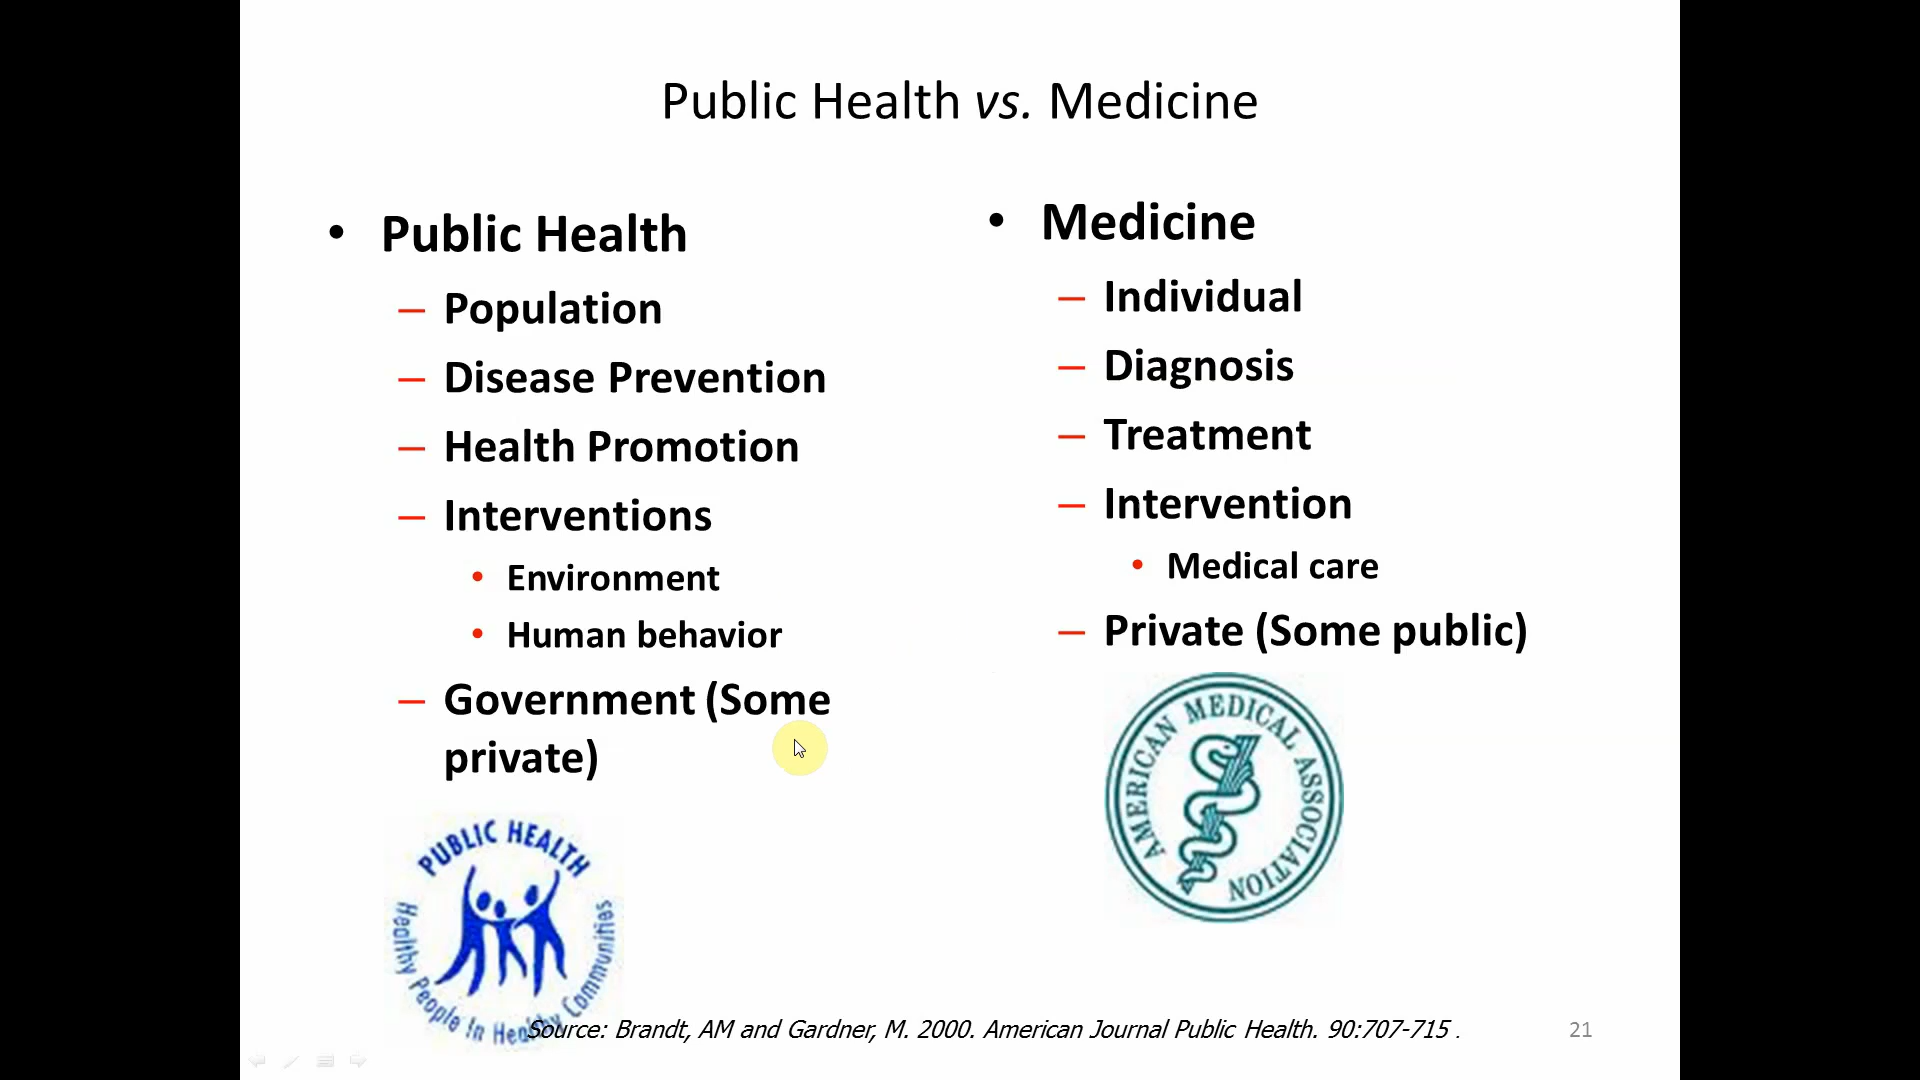 Public Health vs. Medicine
• Public Health
– Population
– Disease Prevention
– Health Promotion
– Interventions
• Environment
• Human behavior
– Government (Some
private)
PUBLIC HEALTH
Healthy People In Healthy Communities
• Medicine
– Individual
– Diagnosis
– Treatment
– Intervention
• Medical care
– Private (Some public)
AMERICAN MEDICAL ASSOCIATION
Source: Brandt, AM and Gardner, M. 2000. American Journal Public Health. 90:707-715 .
21